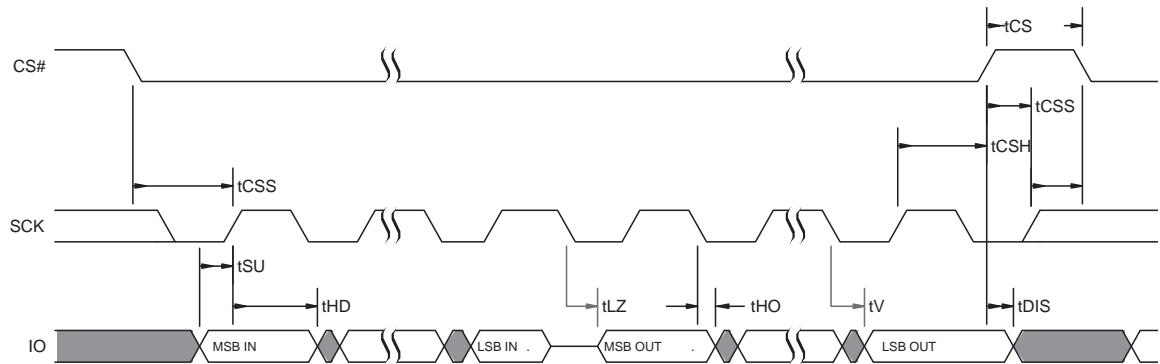 tCS
CS#
tCSS
tCSH
tCSS
SCK
tSU
tHD
tLZ
tHO
tV
tDIS
IO
MSB IN
LSB IN .
MSB OUT .
LSB OUT